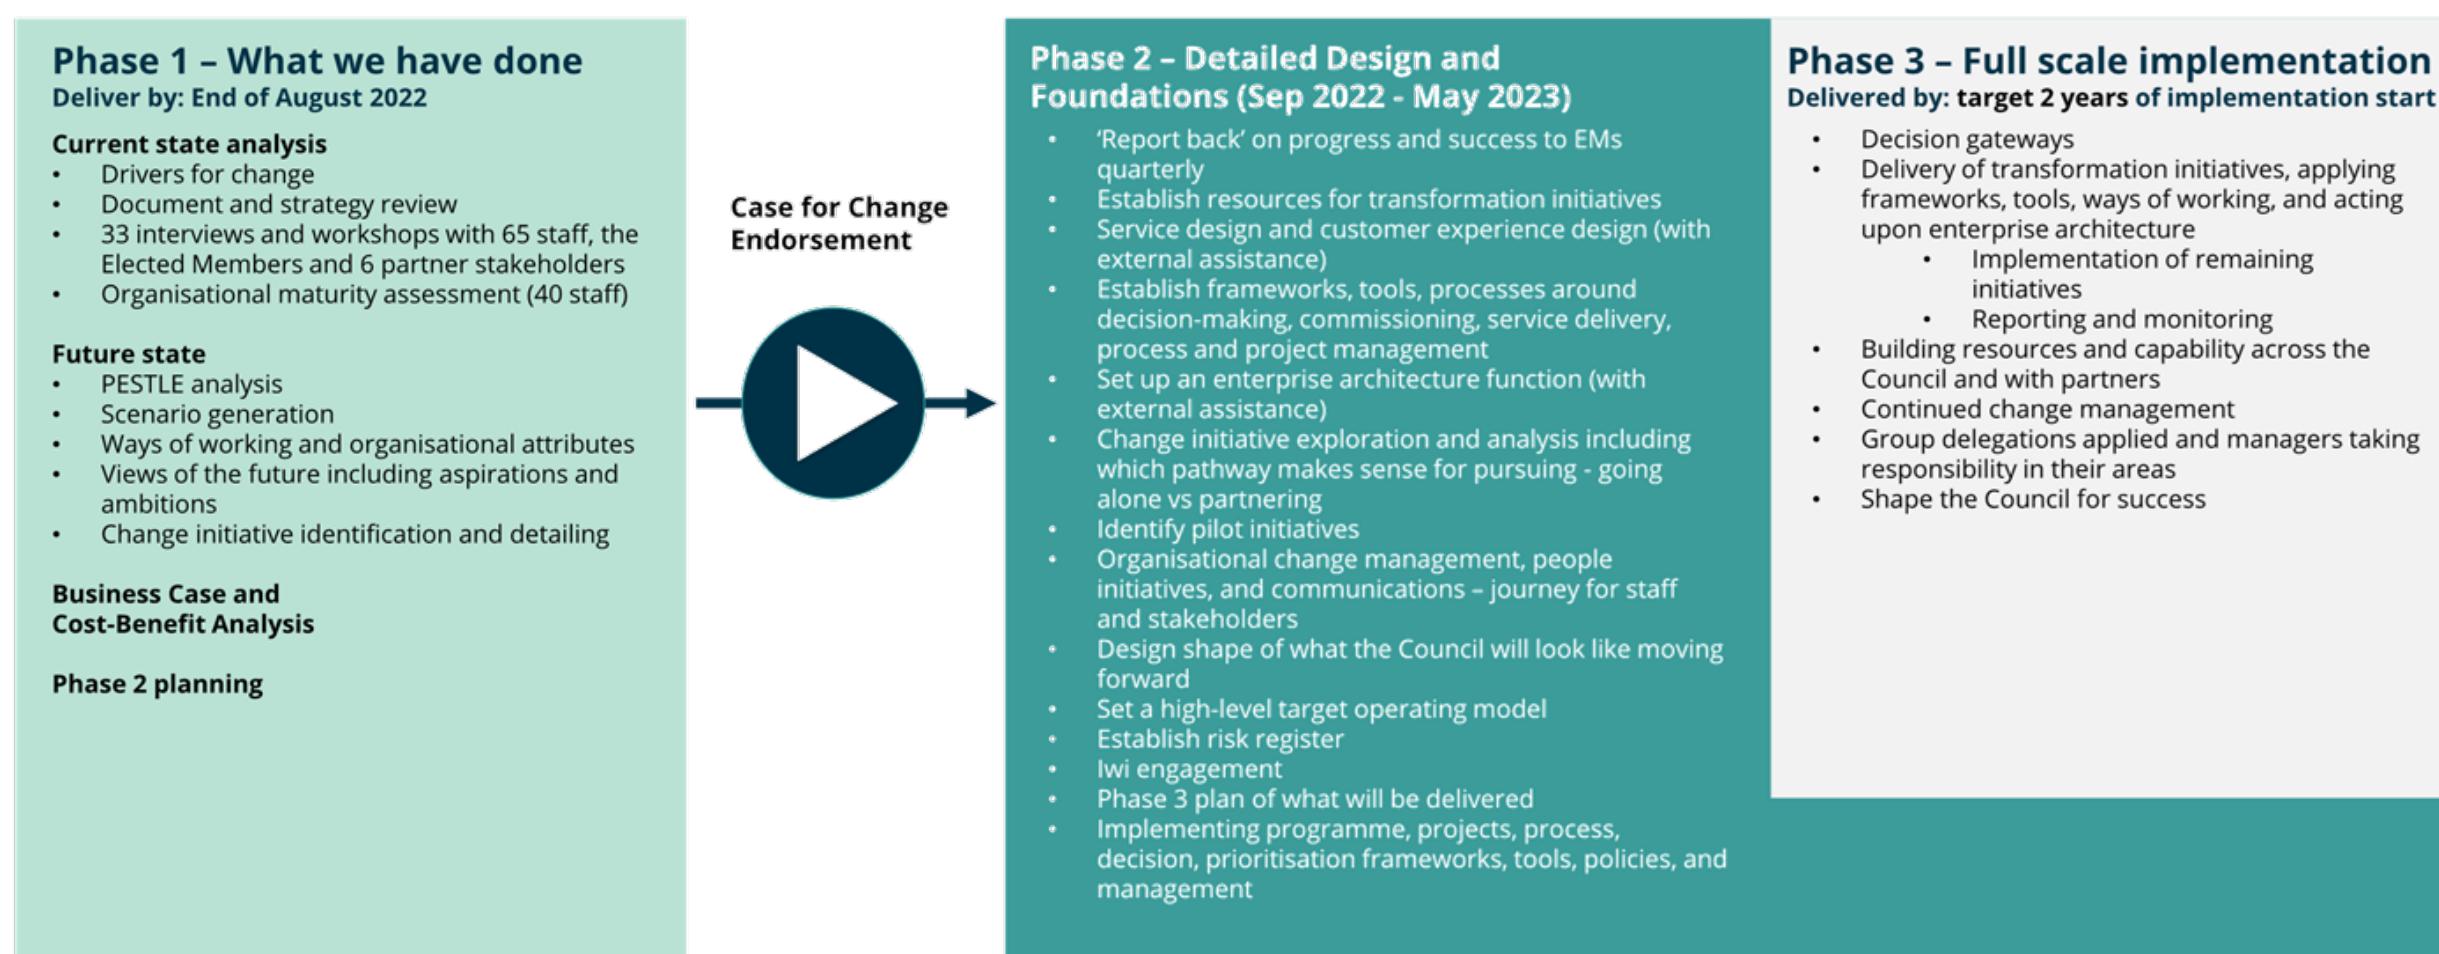 Phase 1 – What we have done
Deliver by: End of August 2022
Current state analysis
• Drivers for change
• Document and strategy review
• 33 interviews and workshops with 65 staff, the
Elected Members and 6 partner stakeholders
• Organisational maturity assessment (40 staff)
Future state
• PESTLE analysis
• Scenario generation
• Ways of working and organisational attributes
• Views of the future including aspirations and
ambitions
• Change initiative identification and detailing
Business Case and
Cost-Benefit Analysis
Phase 2 planning
Case for Change
Endorsement
Phase 2 – Detailed Design and
Foundations (Sep 2022 - May 2023)
• ‘Report back’ on progress and success to EMs
quarterly
• Establish resources for transformation initiatives
• Service design and customer experience design (with
external assistance)
• Establish frameworks, tools, processes around
decision-making, commissioning, service delivery,
process and project management
• Set up an enterprise architecture function (with
external assistance)
• Change initiative exploration and analysis including
which pathway makes sense for pursuing - going
alone vs partnering
• Identify pilot initiatives
• Organisational change management, people
initiatives, and communications – journey for staff
and stakeholders
• Design shape of what the Council will look like moving
forward
• Set a high-level target operating model
• Establish risk register
• Iwi engagement
• Phase 3 plan of what will be delivered
• Implementing programme, projects, process,
decision, prioritisation frameworks, tools, policies, and
management
Phase 3 – Full scale implementation
Delivered by: target 2 years of implementation start
• Decision gateways
• Delivery of transformation initiatives, applying
frameworks, tools, ways of working, and acting
upon enterprise architecture
• Implementation of remaining
initiatives
• Reporting and monitoring
• Building resources and capability across the
Council and with partners
• Continued change management
• Group delegations applied and managers taking
responsibility in their areas
• Shape the Council for success